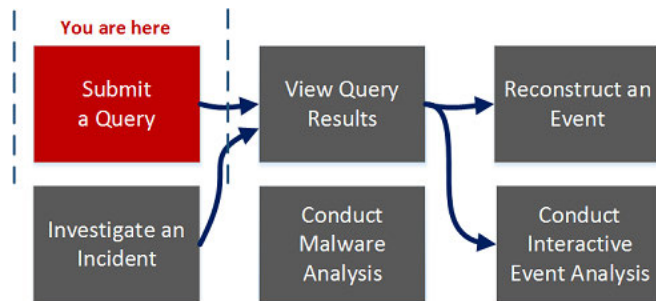 You are here
Submit
a Query
View Query
Results
Reconstruct an
Event
Investigate an
Incident
Conduct
Malware
Analysis
Conduct
Interactive
Event Analysis